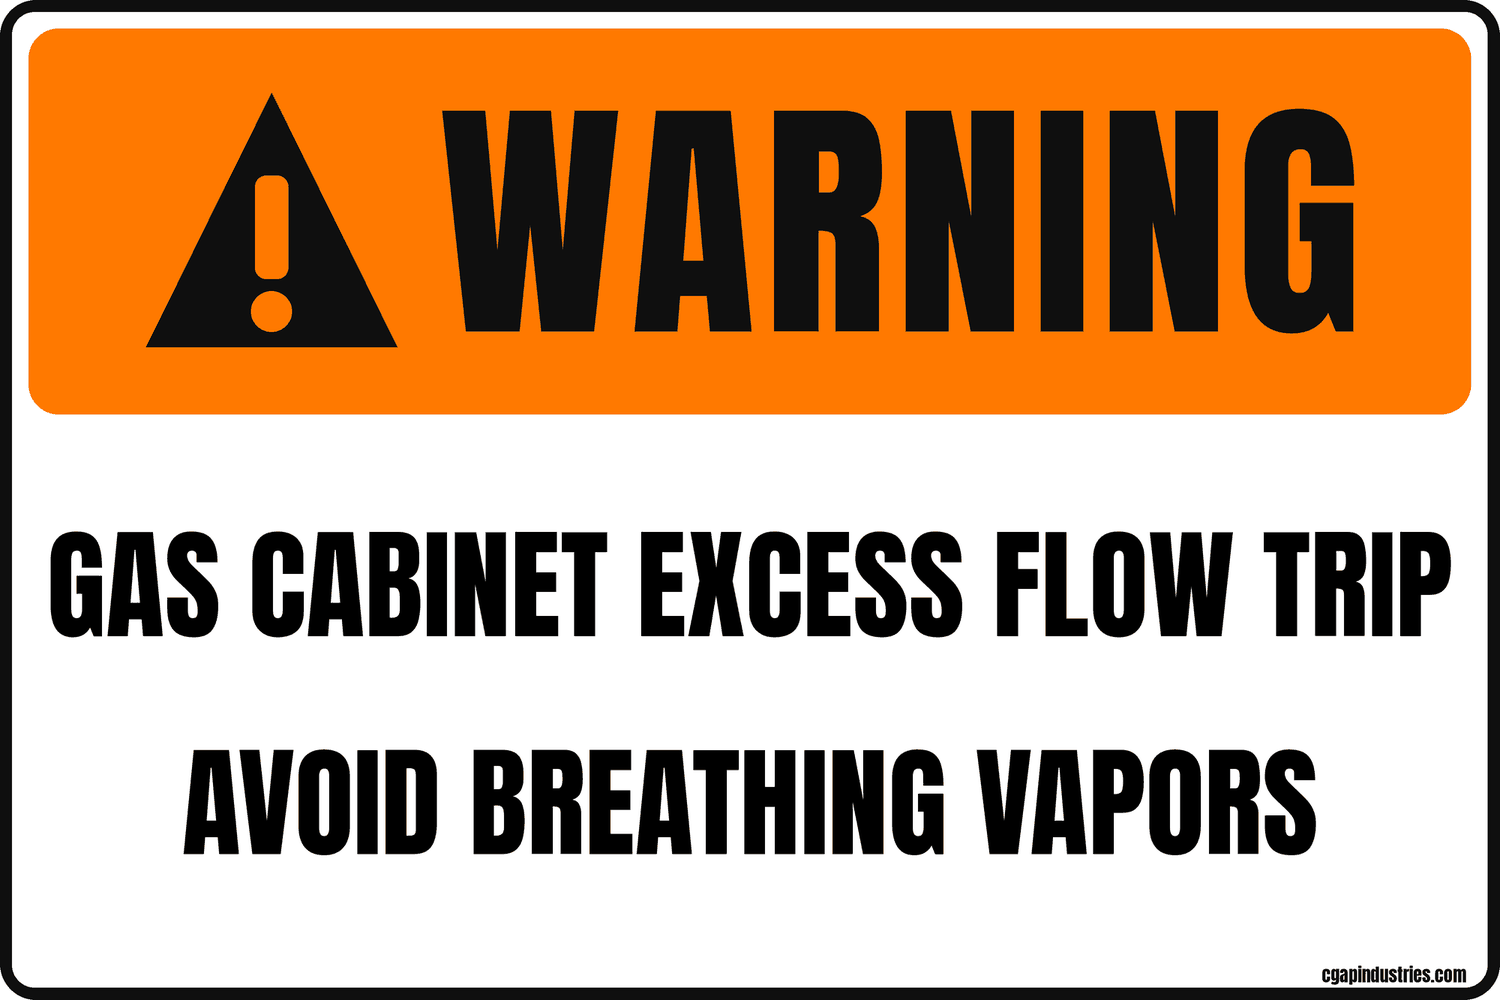 WARNING
GAS CABINET EXCESS FLOW TRIP
AVOID BREATHING VAPORS
cgapindustries.com